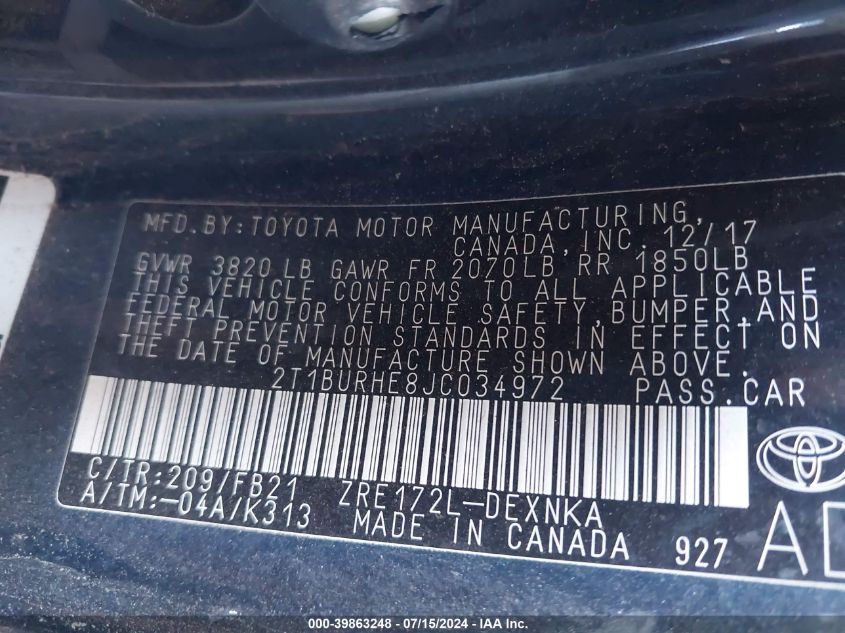 MFD.BY:TOYOTA MOTOR MANUFACTURING,
CANADA,INC. 12/17
GVWR 3820 LB GAWR FR 2070LB RR 1850LB
THIS VEHICLE CONFORMS TO ALL APPLICABLE
FEDERAL MOTOR VEHICLE SAFETY,BUMPER,AND
THEFT PREVENTION STANDARDS IN EFFECT ON
THE DATE OF MANUFACTURE SHOWN ABOVE.
2T1BURHE8JC034972 PASS.CAR
C/TR:209/FB21 ZRE172L-DEXNKA
A/TM:-04A/K313 MADE IN CANADA 927
000-39863248 - 07/15/2024 - IAAI Inc.